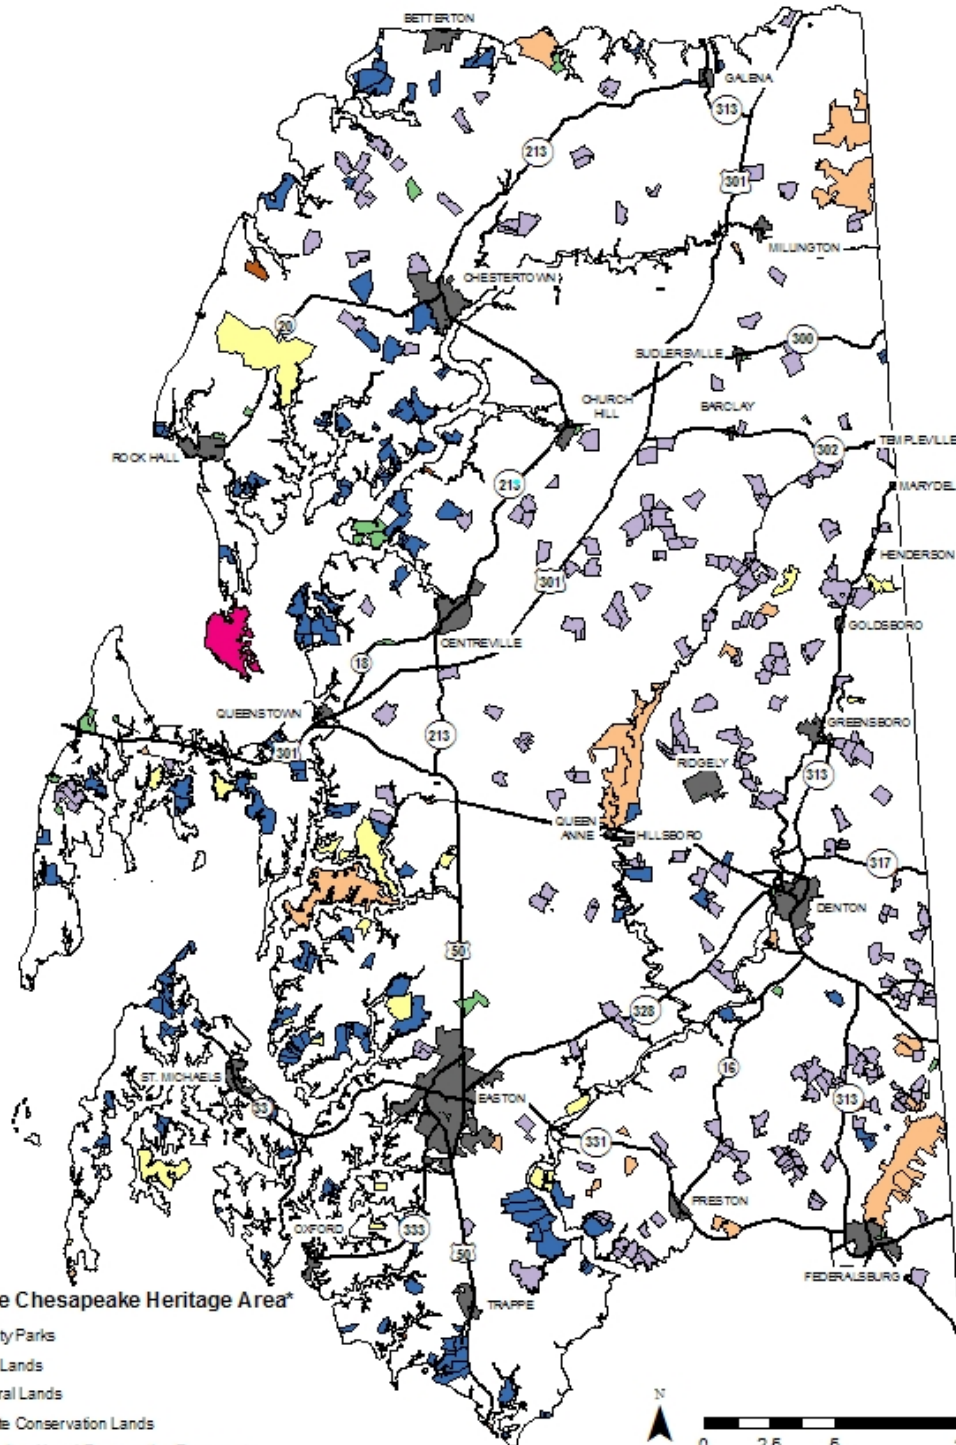 BETTERTON
GALENA
313
213
301
MILLINGTON
CHESTERTOWN
20
SUDLERSVILLE
300
CHURCH
HILL
BARCLAY
ROCK HALL
302
TEMPLEVILLE
213
MARYDEL
HENDERSON
301
GOLDSBORO
CENTREVILLE
18
QUEENSTOWN
213
GREENSBORO
301
RIDGELY
313
QUEEN
ANNE
HILLSBORO
317
DENTON
50
328
ST. MICHAELS
33
EASTON
16
313
331
PRESTON
OXFORD
333
50
FEDERALSBURG
TRAPPE
e Chesapeake Heritage Area*
ty Parks
Lands
ral Lands
te Conservation Lands
N
0 2.5 5